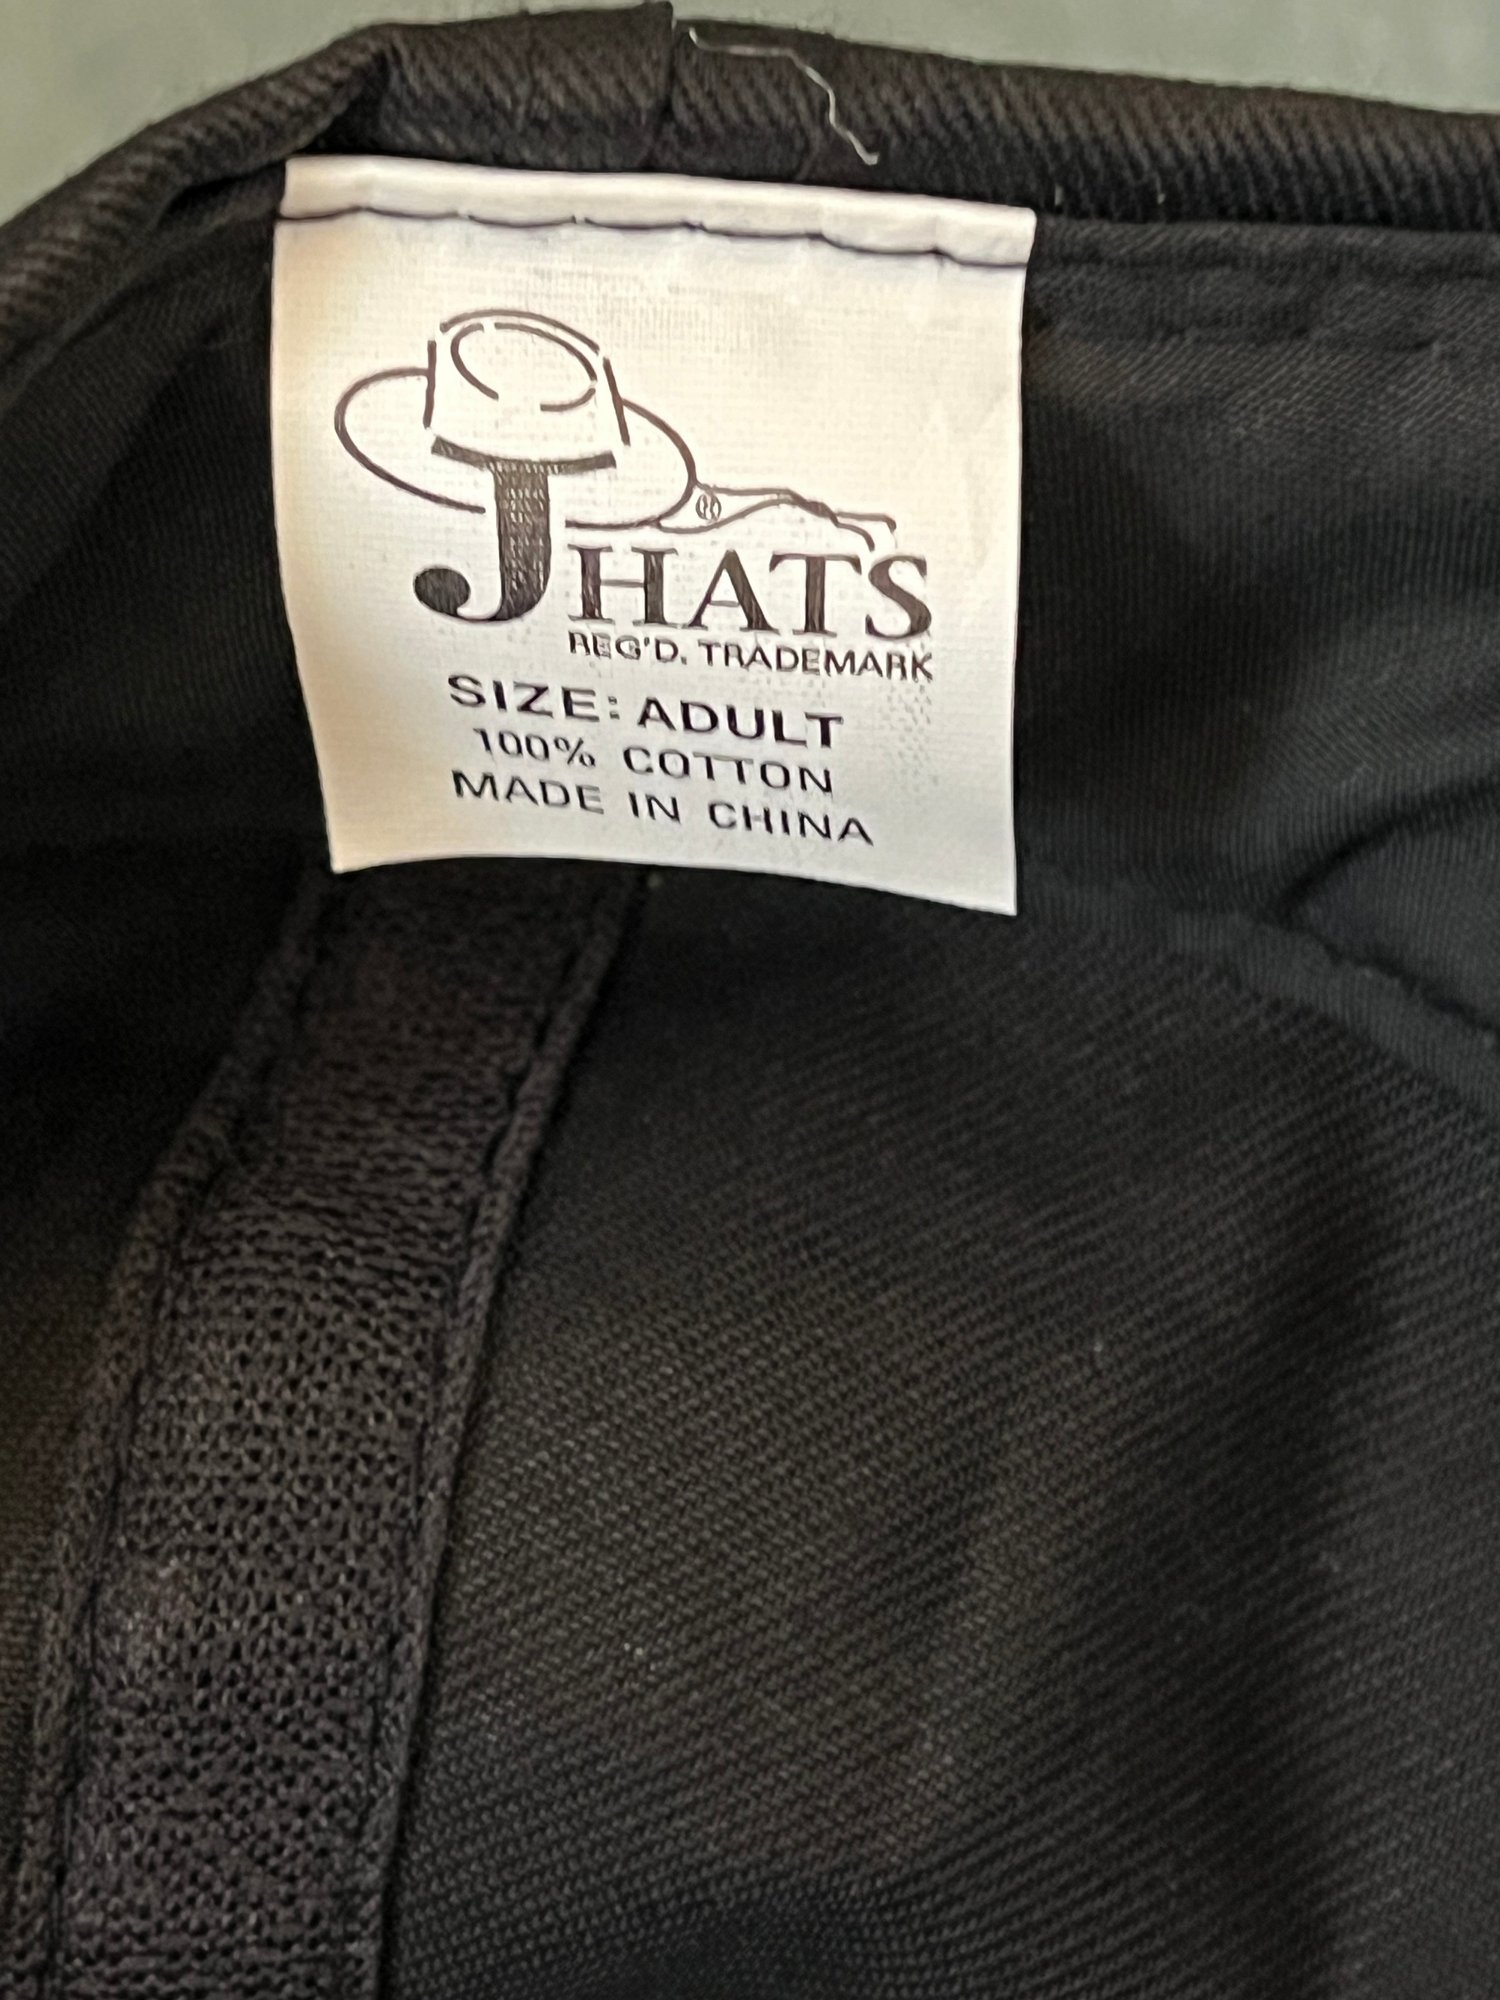 JHATS
®
REG'D. TRADEMARK
SIZE: ADULT
100% COTTON
MADE IN CHINA